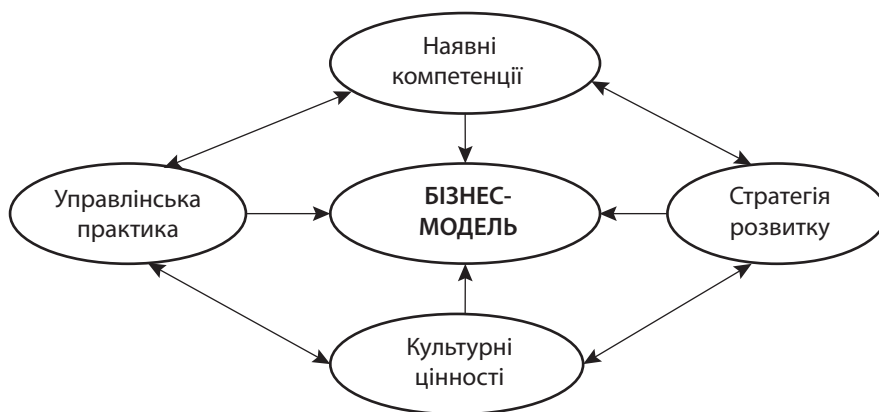 Наявні
компетенції
Управлінська
практика
БІЗНЕС-
МОДЕЛЬ
Стратегія
розвитку
Культурні
цінності